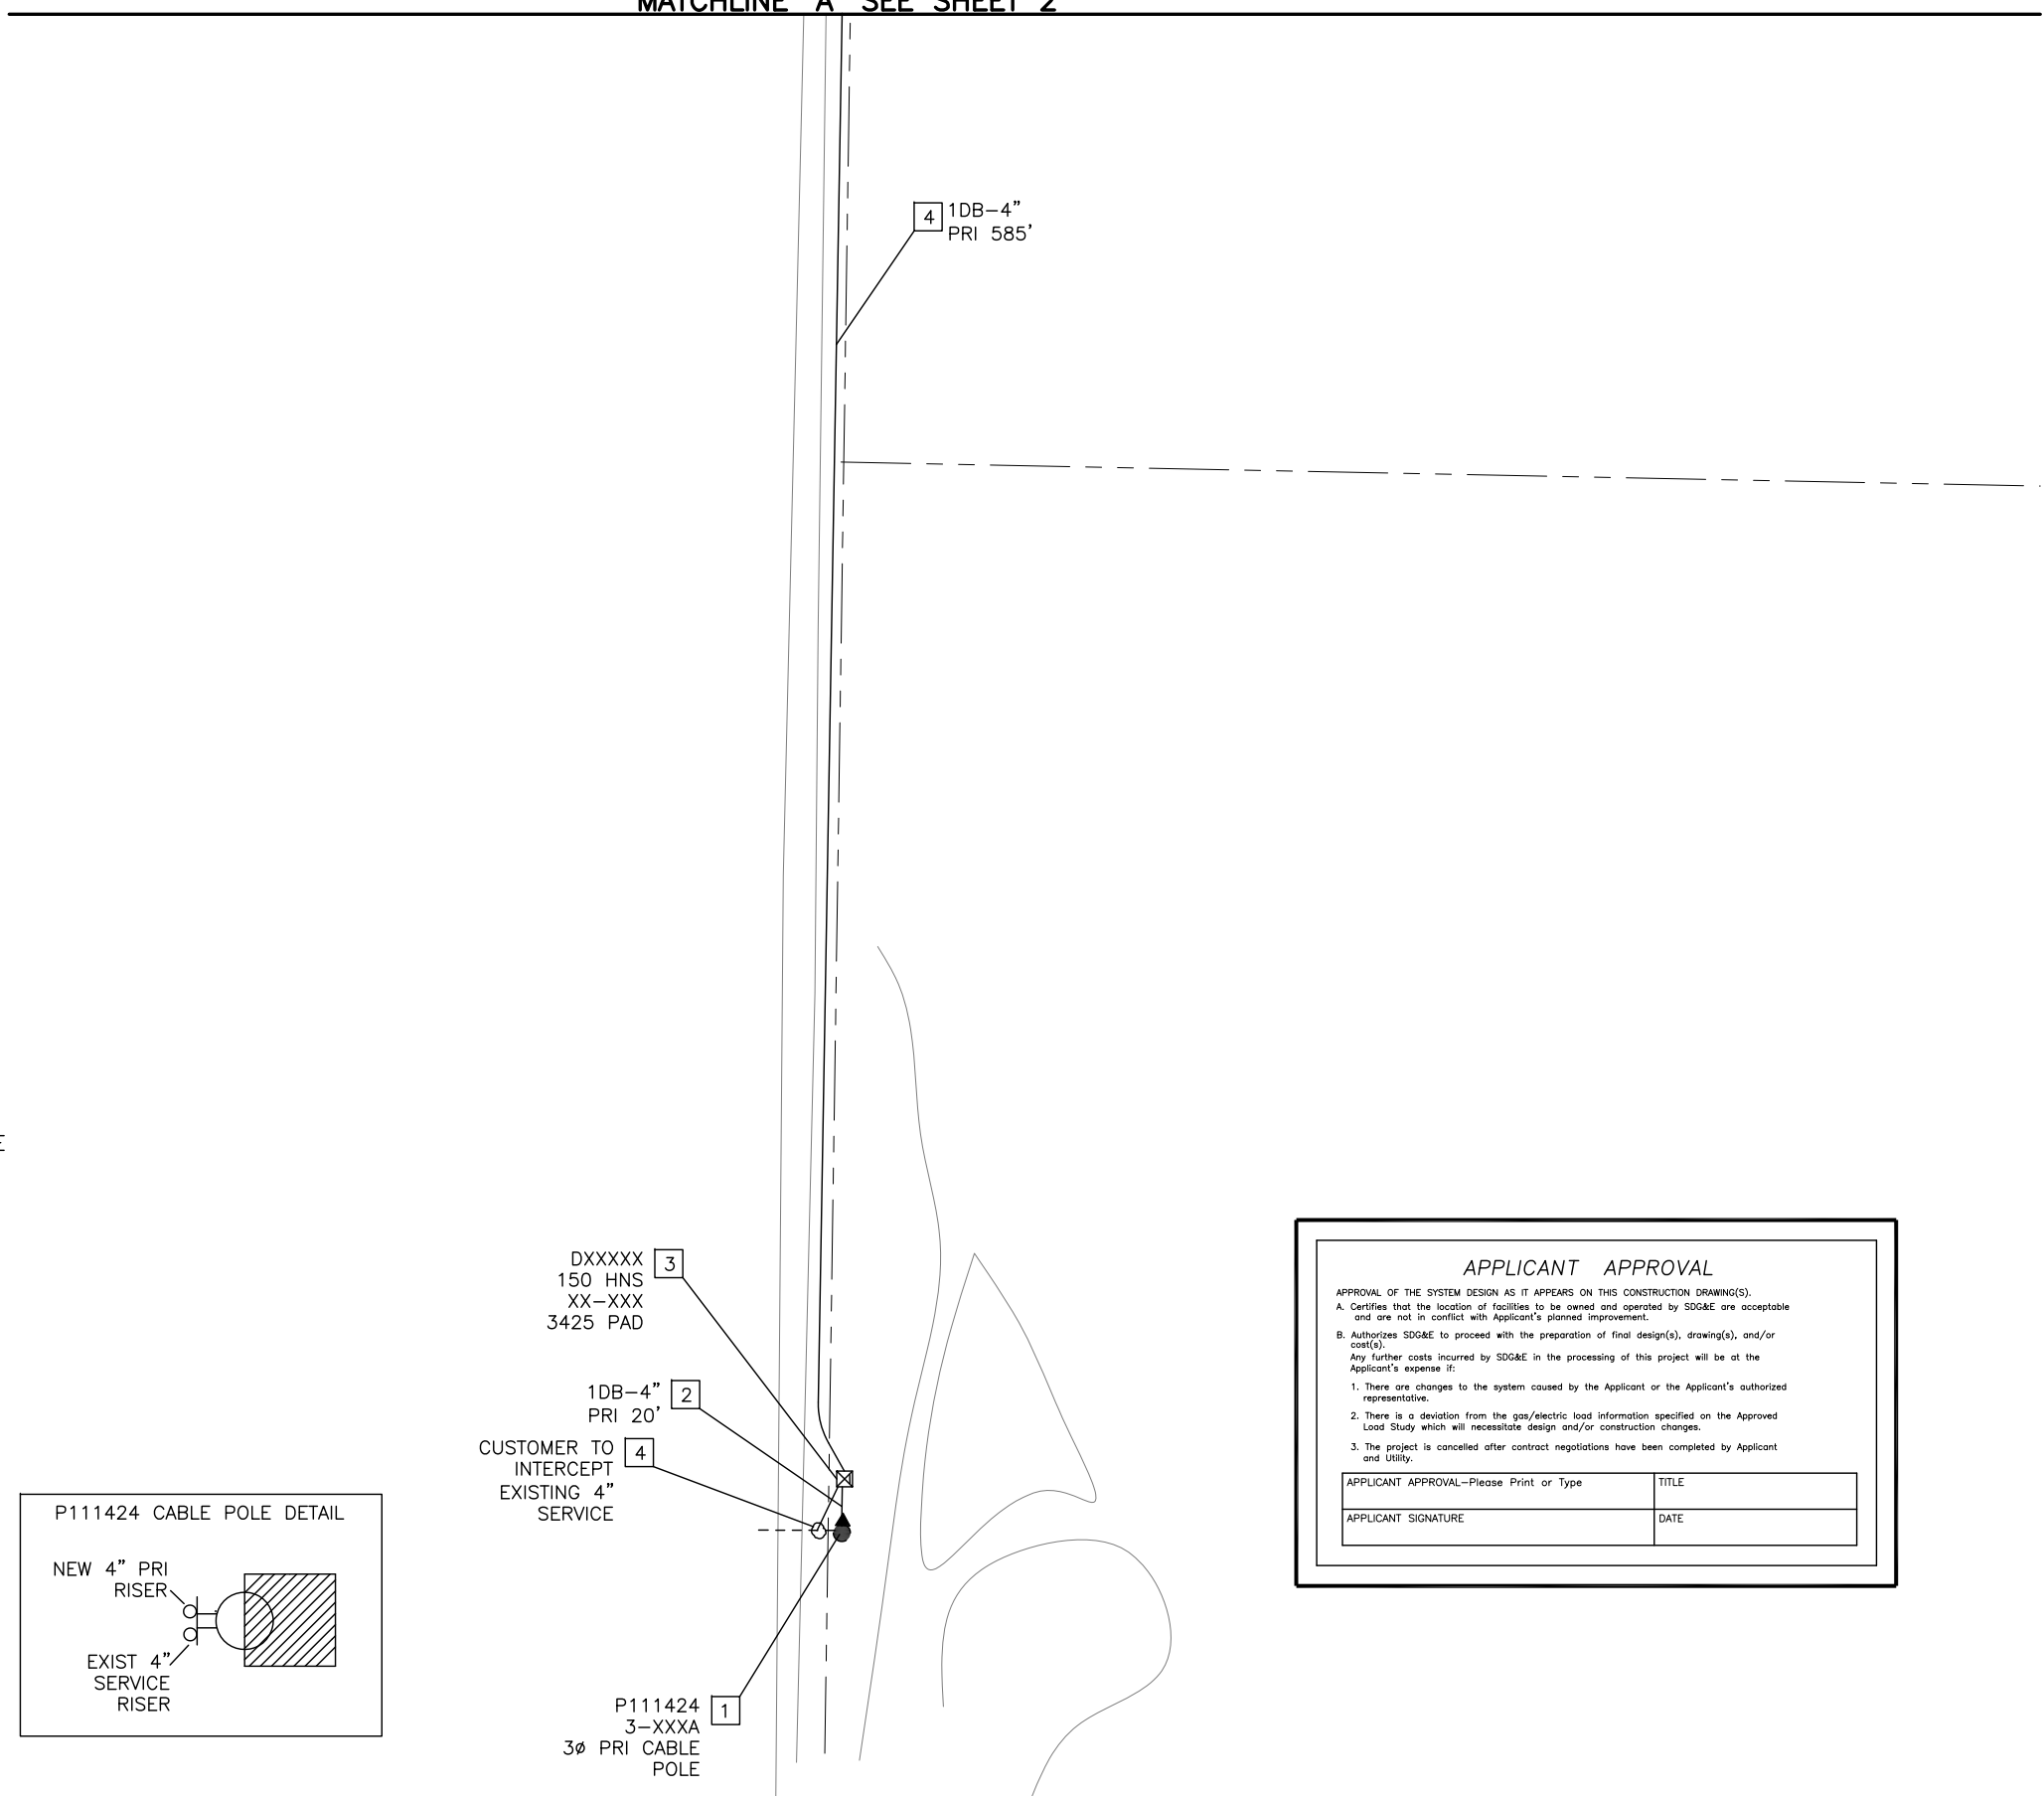 MATCHLINE 'A' SEE SHEET 2
4
1DB-4"
PRI 585'
DXXXXX
150 HNS
XX-XXX
3425 PAD
3
1DB-4"
PRI 20'
2
CUSTOMER TO
INTERCEPT
EXISTING 4"
SERVICE
4
P111424
3-XXXA
3ø PRI CABLE
POLE
1
P111424 CABLE POLE DETAIL
NEW 4" PRI
RISER
EXIST 4"
SERVICE
RISER
APPLICANT APPROVAL
APPROVAL OF THE SYSTEM DESIGN AS IT APPEARS ON THIS CONSTRUCTION DRAWING(S).
A. Certifies that the location of facilities to be owned and operated by SDG&E are acceptable
and are not in conflict with Applicant's planned improvement.
B. Authorizes SDG&E to proceed with the preparation of final design(s), drawing(s), and/or
cost(s).
Any further costs incurred by SDG&E in the processing of this project will be at the
Applicant's expense if:
1. There are changes to the system caused by the Applicant or the Applicant's authorized
representative.
2. There is a deviation from the gas/electric load information specified on the Approved
Load Study which will necessitate design and/or construction changes.
3. The project is cancelled after contract negotiations have been completed by Applicant
and Utility.
APPLICANT APPROVAL-Please Print or Type
TITLE
APPLICANT SIGNATURE
DATE